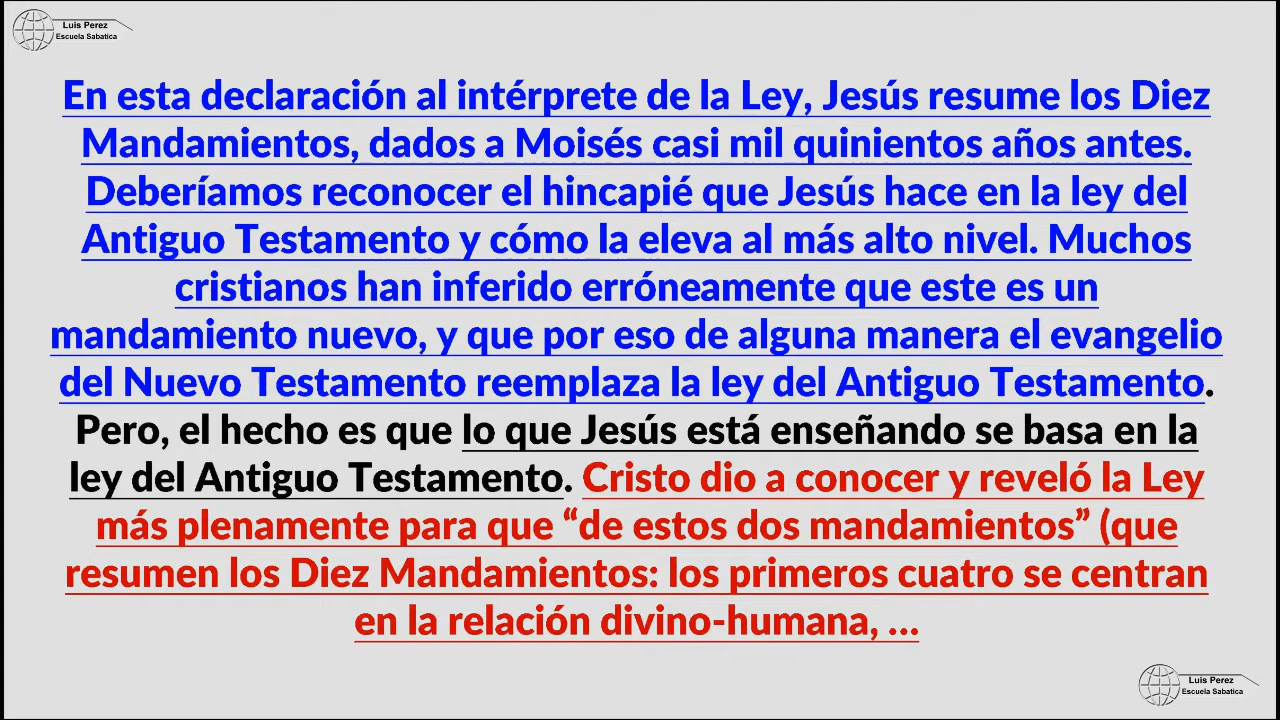 Luis Perez
Escuela Sabatica
En esta declaración al intérprete de la Ley, Jesús resume los Diez
Mandamientos, dados a Moisés casi mil quinientos años antes.
Deberíamos reconocer el hincapié que Jesús hace en la ley del
Antiguo Testamento y cómo la eleva al más alto nivel. Muchos
cristianos han inferido erróneamente que este es un
mandamiento nuevo, y que por eso de alguna manera el evangelio
del Nuevo Testamento reemplaza la ley del Antiguo Testamento.
Pero, el hecho es que lo que Jesús está enseñando se basa en la
ley del Antiguo Testamento. Cristo dio a conocer y reveló la Ley
más plenamente para que “de estos dos mandamientos” (que
resumen los Diez Mandamientos: los primeros cuatro se centran
en la relación divino-humana, ...
Luis Perez
Escuela Sabatica